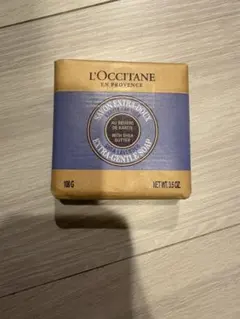 L'OCCITANE
EN PROVENCE
SAVON EXTRA-DOUX
AU BEURRE
DE KARITÉ
WITH SHEA
BUTTER
EXTRA-GENTLE SOAP
100 G
NET WT. 3.5 OZ.